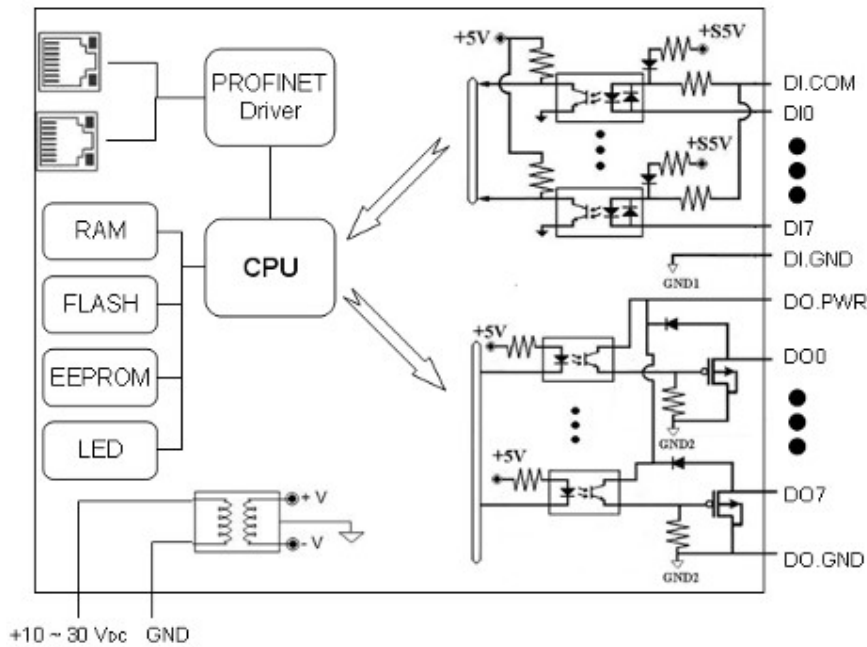 PROFINET
Driver
+5V
+S5V
DI.COM
DI0
+S5V
RAM
CPU
DI7
DI.GND
GND1
FLASH
DO.PWR
+5V
DO0
EEPROM
GND2
LED
+5V
DO7
+ V
- V
GND2
DO.GND
+10 ~ 30 VDC GND